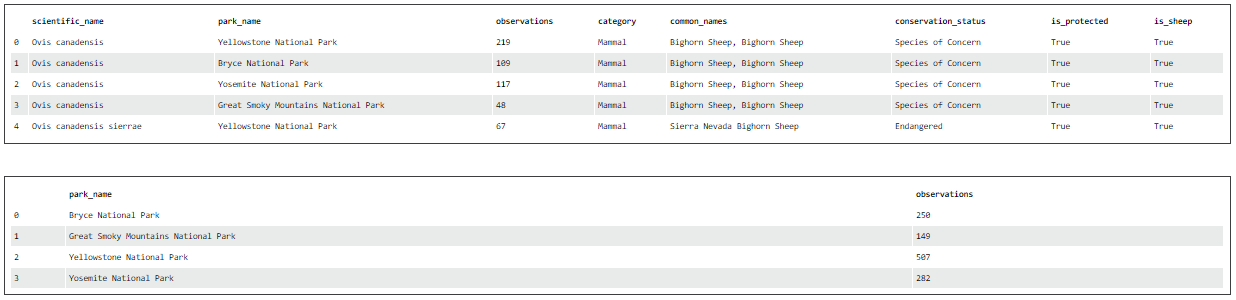 scientific_name park_name observations category common_names conservation_status is_protected is_sheep
0 Ovis canadensis Yellowstone National Park 219 Mammal Bighorn Sheep, Bighorn Sheep Species of Concern True True
1 Ovis canadensis Bryce National Park 109 Mammal Bighorn Sheep, Bighorn Sheep Species of Concern True True
2 Ovis canadensis Yosemite National Park 117 Mammal Bighorn Sheep, Bighorn Sheep Species of Concern True True
3 Ovis canadensis Great Smoky Mountains National Park 48 Mammal Bighorn Sheep, Bighorn Sheep Species of Concern True True
4 Ovis canadensis sierrae Yellowstone National Park 67 Mammal Sierra Nevada Bighorn Sheep Endangered True True
park_name observations
0 Bryce National Park 250
1 Great Smoky Mountains National Park 149
2 Yellowstone National Park 507
3 Yosemite National Park 282